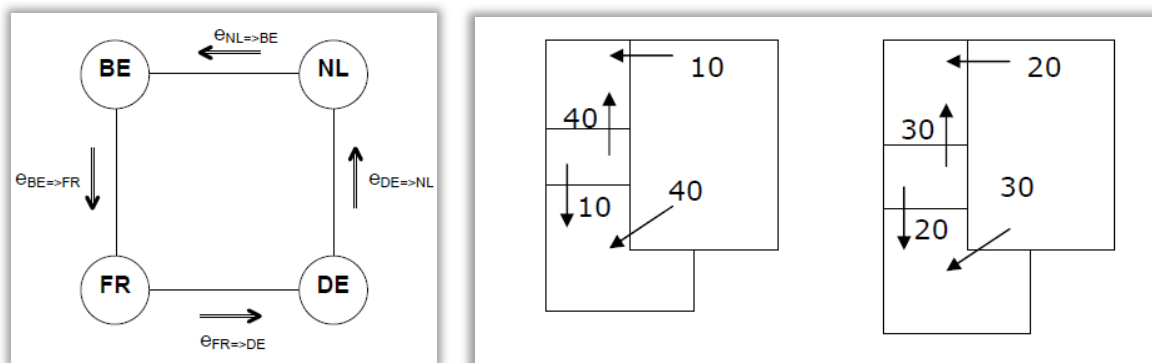 e_NL=>BE
BE
NL
e_BE=>FR
e_DE=>NL
FR
DE
e_FR=>DE
10
40
40
10
20
30
30
20